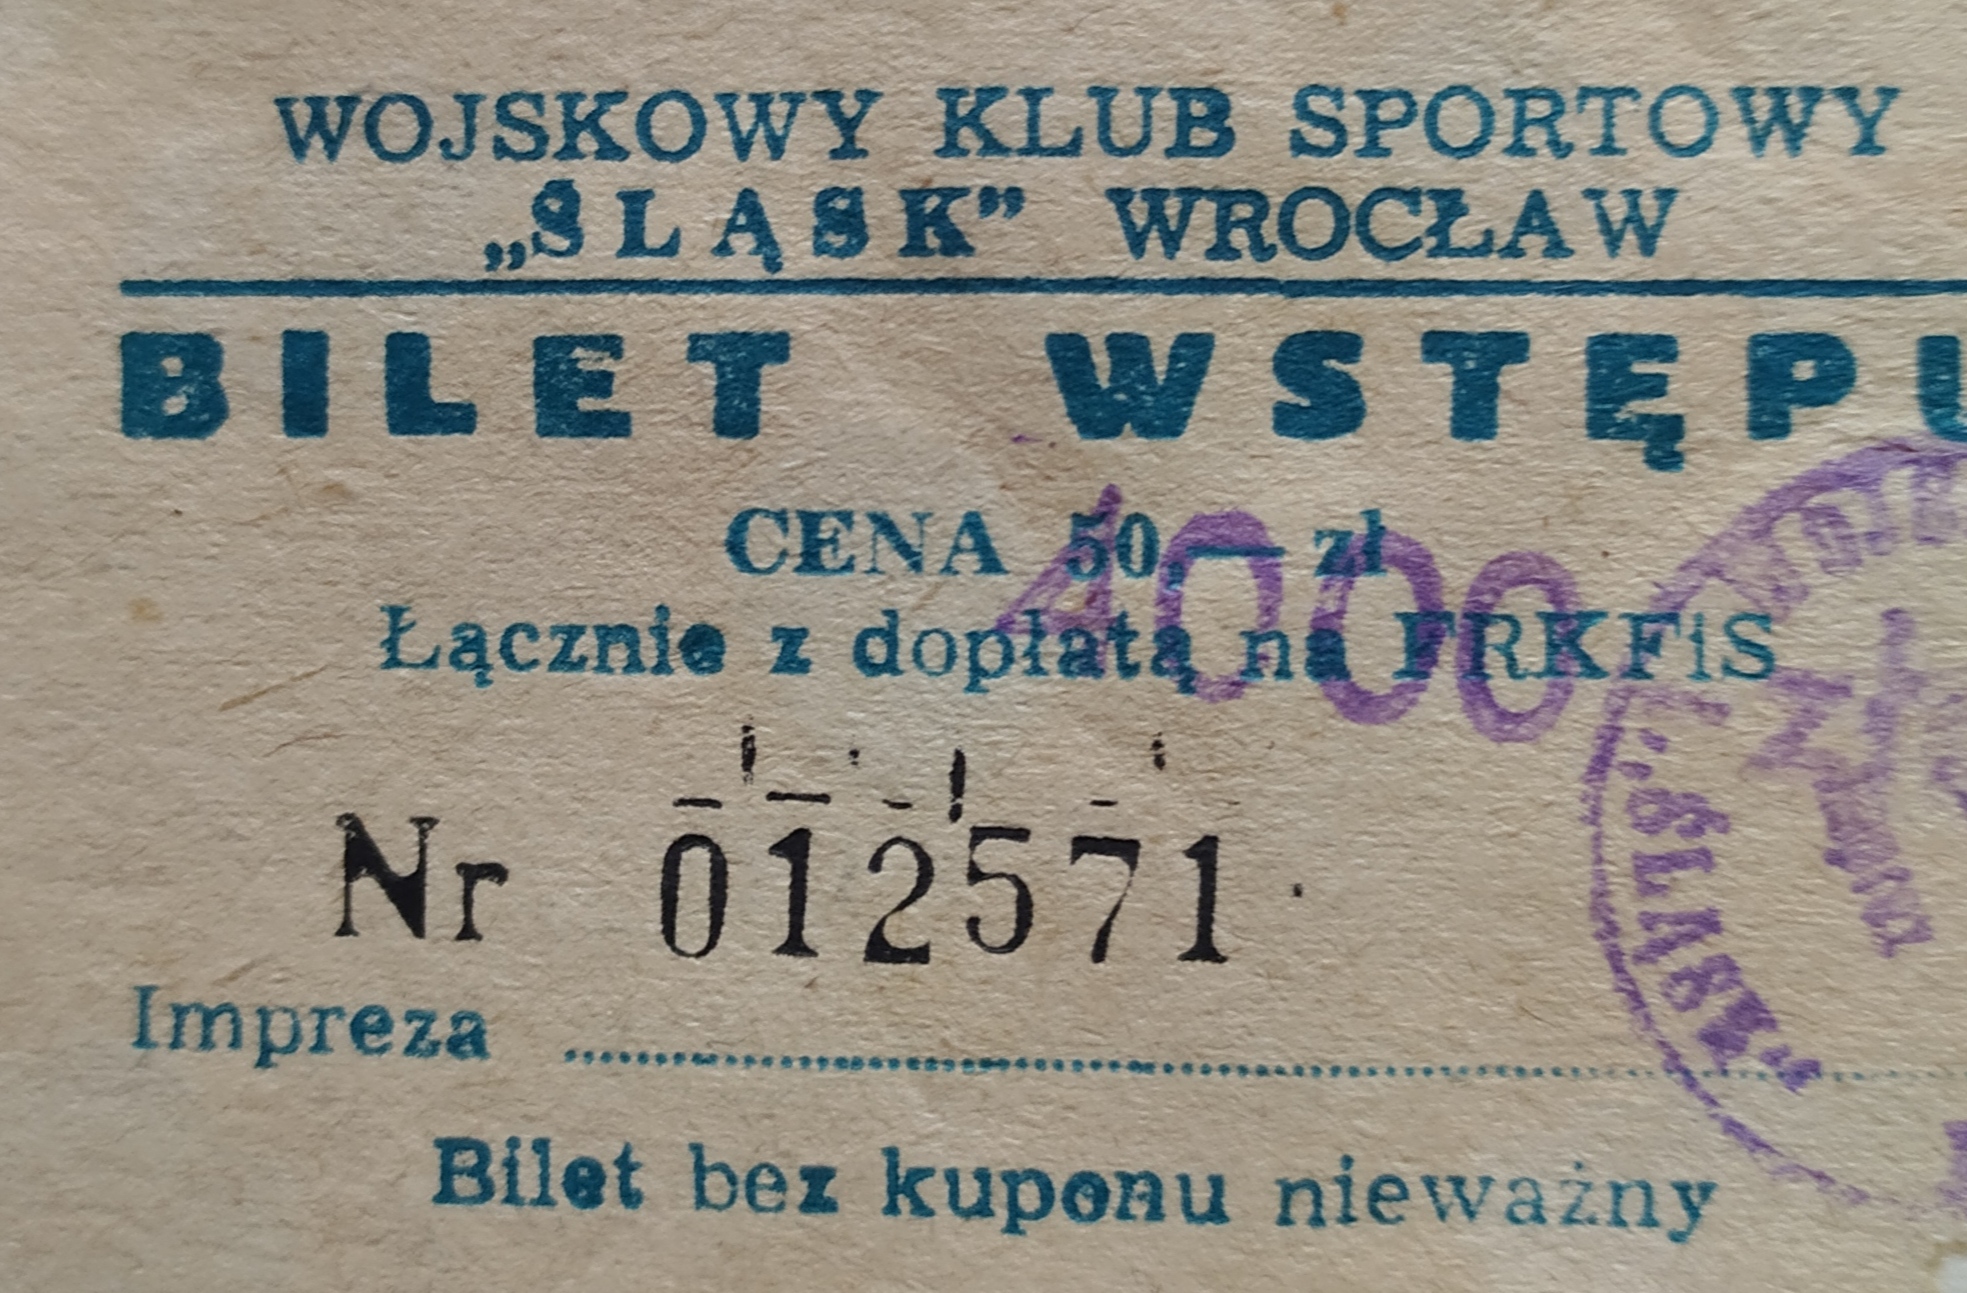 WOJSKOWY KLUB SPORTOWY
„ŚLĄSK” WROCŁAW
BILET WSTĘPU
CENA 50,— zł
4000
Łącznie z dopłatą na FRKFiS
Nr 012571
Impreza
Bilet bez kuponu nieważny
„ŚLĄSK”